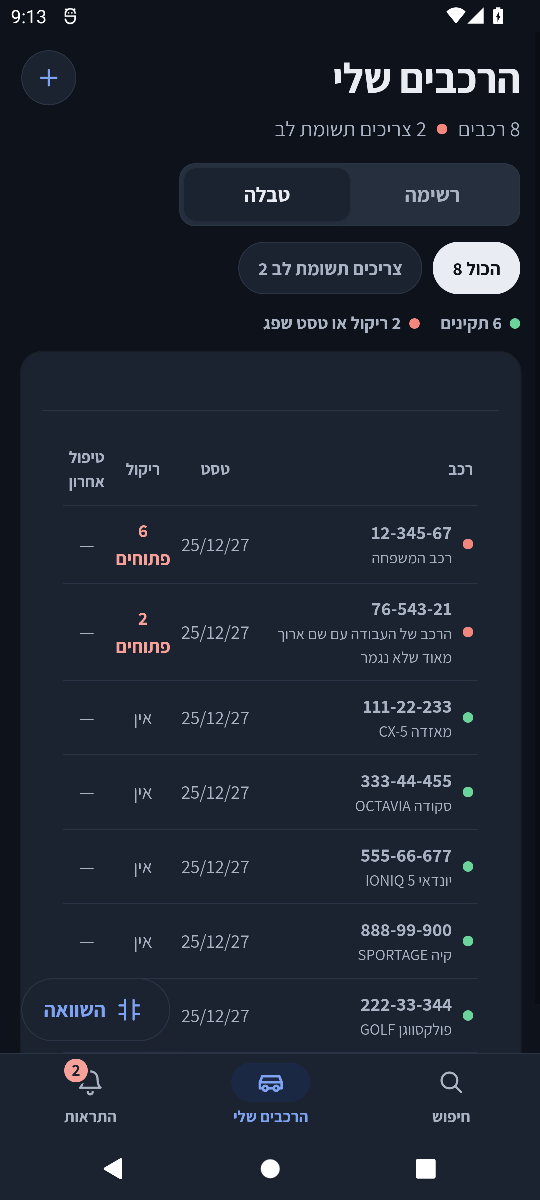 9:13
הרכבים שלי
8 רכבים 2 צריכים תשומת לב
רשימה טבלה
הכול 8 צריכים תשומת לב 2
6 תקינים 2 ריקול או טסט שפג
רכב טסט ריקול טיפול אחרון
12-345-67
רכב המשפחה
25/12/27
6 פתוחים
—
76-543-21
הרכב של העבודה עם שם ארוך
מאוד שלא נגמר
25/12/27
2 פתוחים
—
111-22-233
מאזדה CX-5
25/12/27 אין —
333-44-455
סקודה OCTAVIA
25/12/27 אין —
555-66-677
יונדאי IONIQ 5
25/12/27 אין —
888-99-900
קיה SPORTAGE
25/12/27 אין —
222-33-344
פולקסווגן GOLF
25/12/27
השוואה
חיפוש הרכבים שלי התראות 2